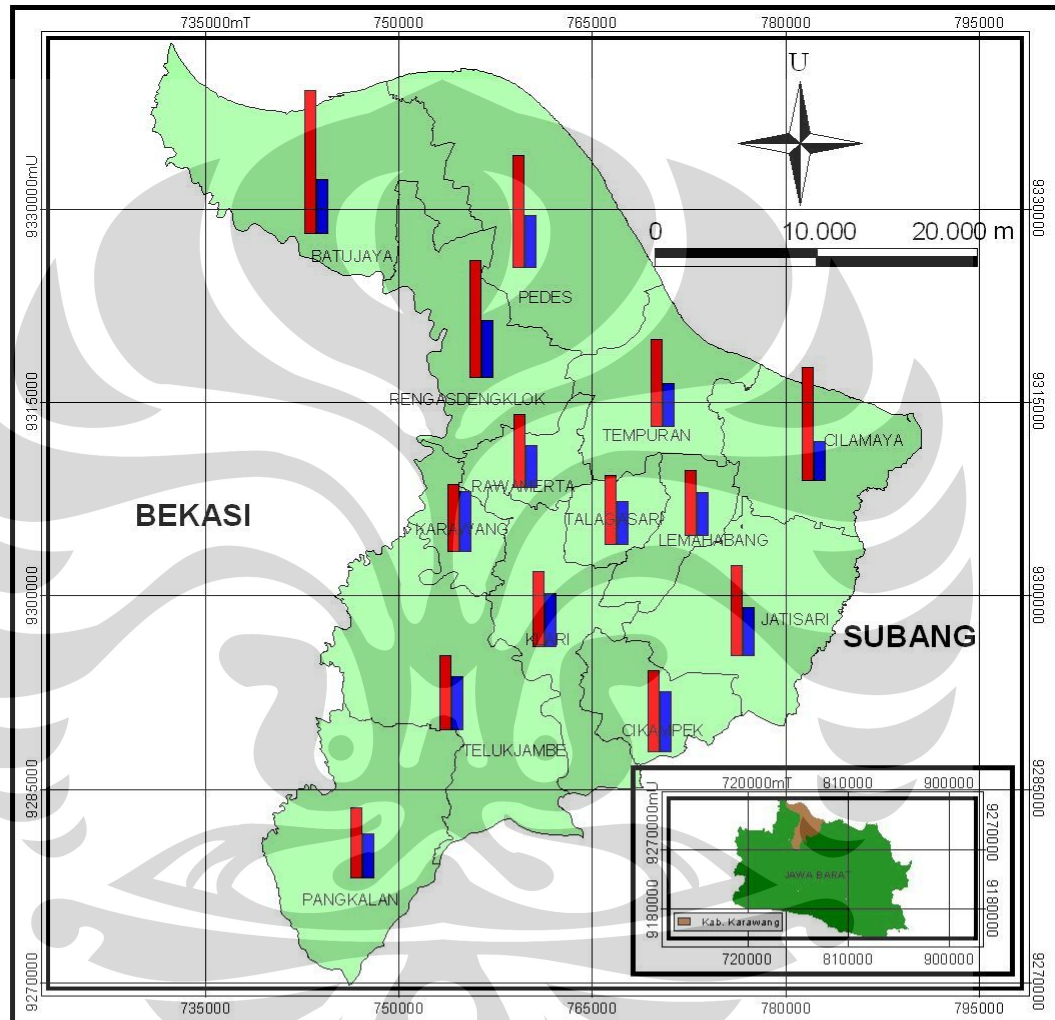 735000mT 750000 765000 780000 795000
U
9330000mU
9330000
0 10.000 20.000 m
BATUJAYA
PEDES
RENGASDENGKLOK
9315000
9315000
TEMPURAN
CILAMAYA
RAWAMERTA
BEKASI
KARAWANG
TALAGASARI
LEMAHABANG
9300000
9300000
JATISARI
KLARI
SUBANG
CIKAMPEK
TELUKJAMBE
9285000
9285000
PANGKALAN
720000mT 810000 900000
9270000mU
9270000
JAWA BARAT
9180000
9180000
Kab. Karawang
720000 810000 900000
9270000
9270000
735000 750000 765000 780000 795000